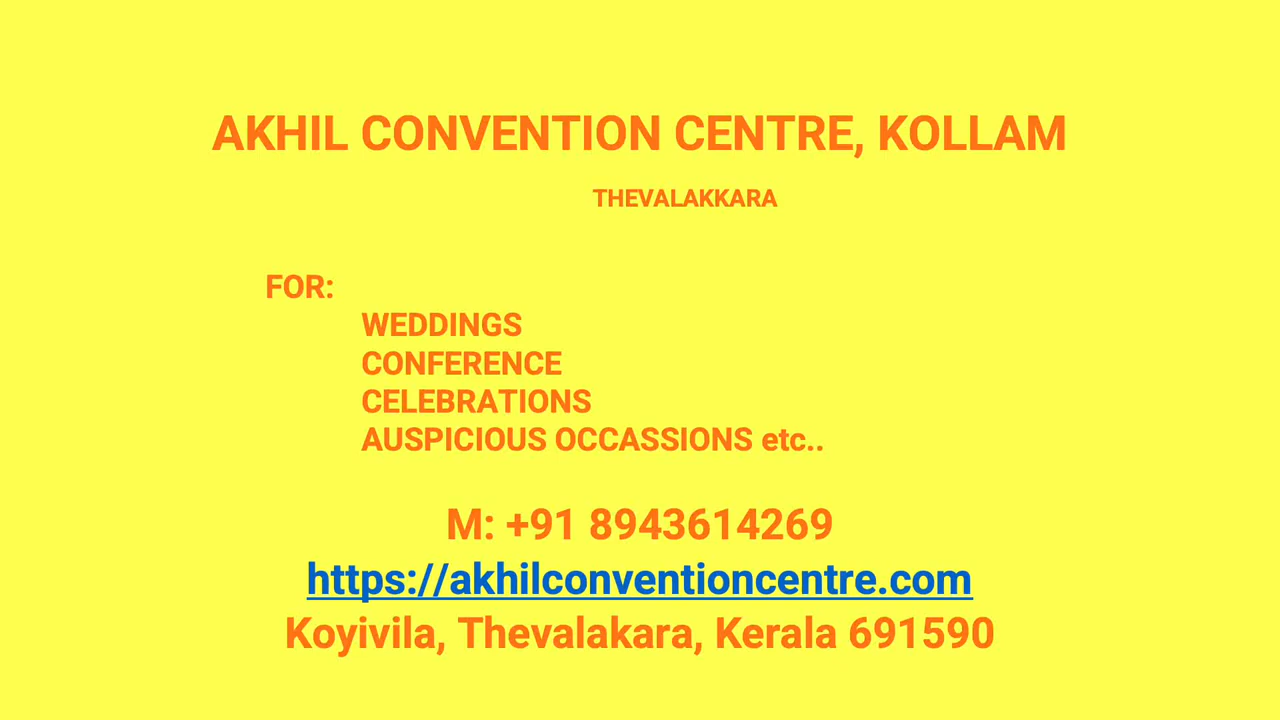 AKHIL CONVENTION CENTRE, KOLLAM
THEVALAKKARA
FOR:
WEDDINGS
CONFERENCE
CELEBRATIONS
AUSPICIOUS OCCASSIONS etc..
M: +91 8943614269
https://akhilconventioncentre.com
Koyivila, Thevalakara, Kerala 691590